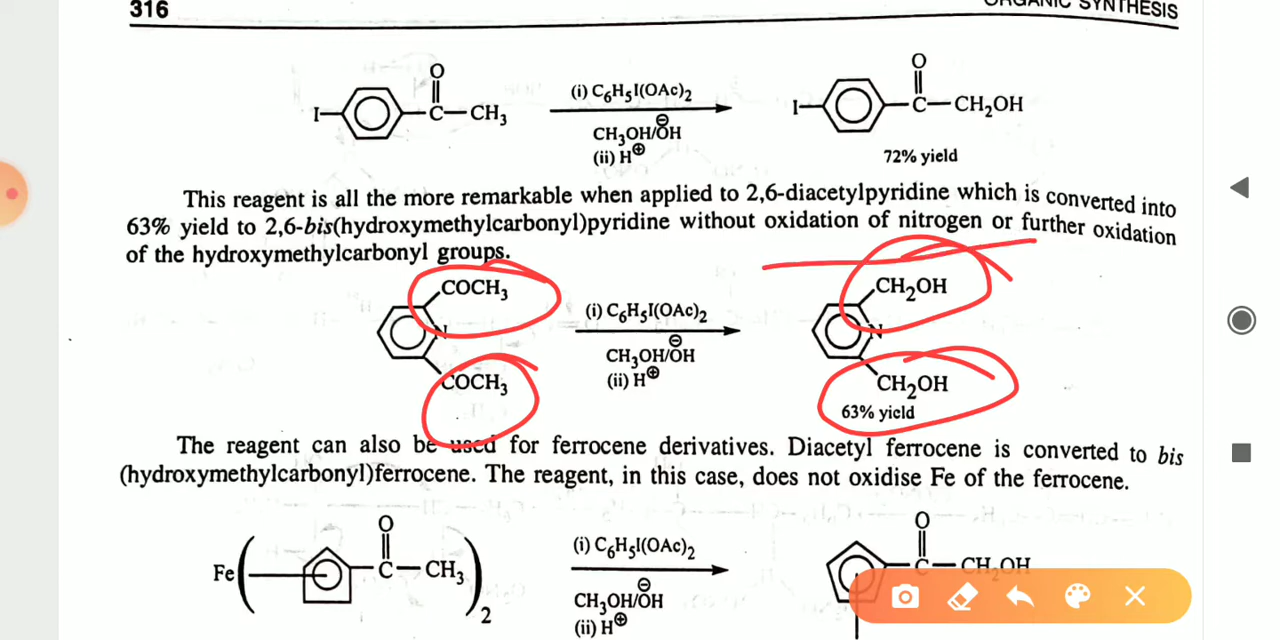 316 ORGANIC SYNTHESIS
O
I C CH3
(i) C6H5I(OAc)2
CH3OH/OH⊖
(ii) H⊕
O
I C CH2OH
72% yield
This reagent is all the more remarkable when applied to 2,6-diacetylpyridine which is converted into
63% yield to 2,6-bis(hydroxymethylcarbonyl)pyridine without oxidation of nitrogen or further oxidation
of the hydroxymethylcarbonyl groups.
COCH3
N
COCH3
(i) C6H5I(OAc)2
CH3OH/OH⊖
(ii) H⊕
CH2OH
N
CH2OH
63% yield
The reagent can also be used for ferrocene derivatives. Diacetyl ferrocene is converted to bis
(hydroxymethylcarbonyl)ferrocene. The reagent, in this case, does not oxidise Fe of the ferrocene.
O
Fe( C—CH3 )2
(i) C6H5I(OAc)2
CH3OH/OH⊖
(ii) H⊕
O
C—CH2OH